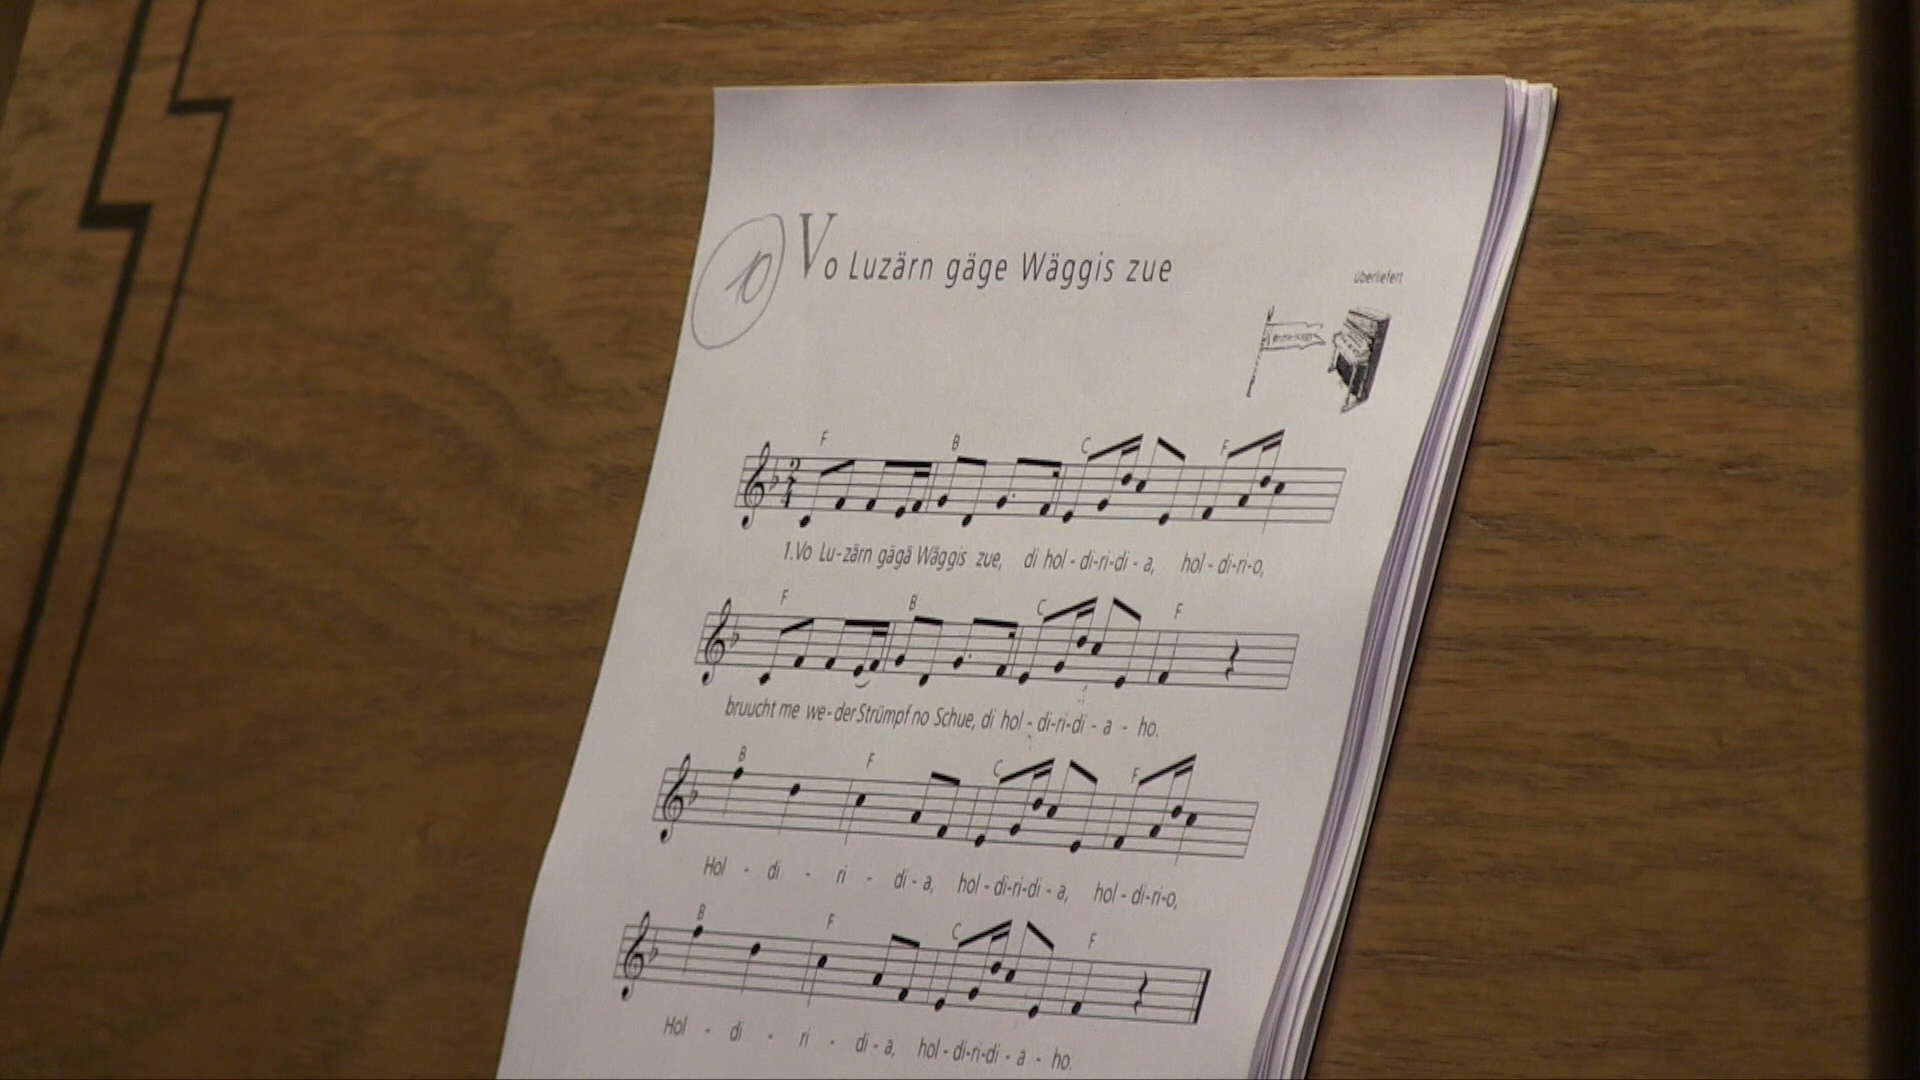 10
Vo Luzärn gäge Wäggis zue
überliefert
F B C F
2
4
1. Vo Lu-zärn gägä Wäggis zue, di hol - di-ri-di - a, hol - di-ri-o,
F B C F
bruucht me we-der Strümpf no Schue, di hol - di-ri-di - a - ho.
B F C F
Hol - di - ri - di - a, hol - di-ri-di - a, hol - di-ri-o,
B F C F
Hol - di - ri - di - a, hol - di-ri-di - a - ho.